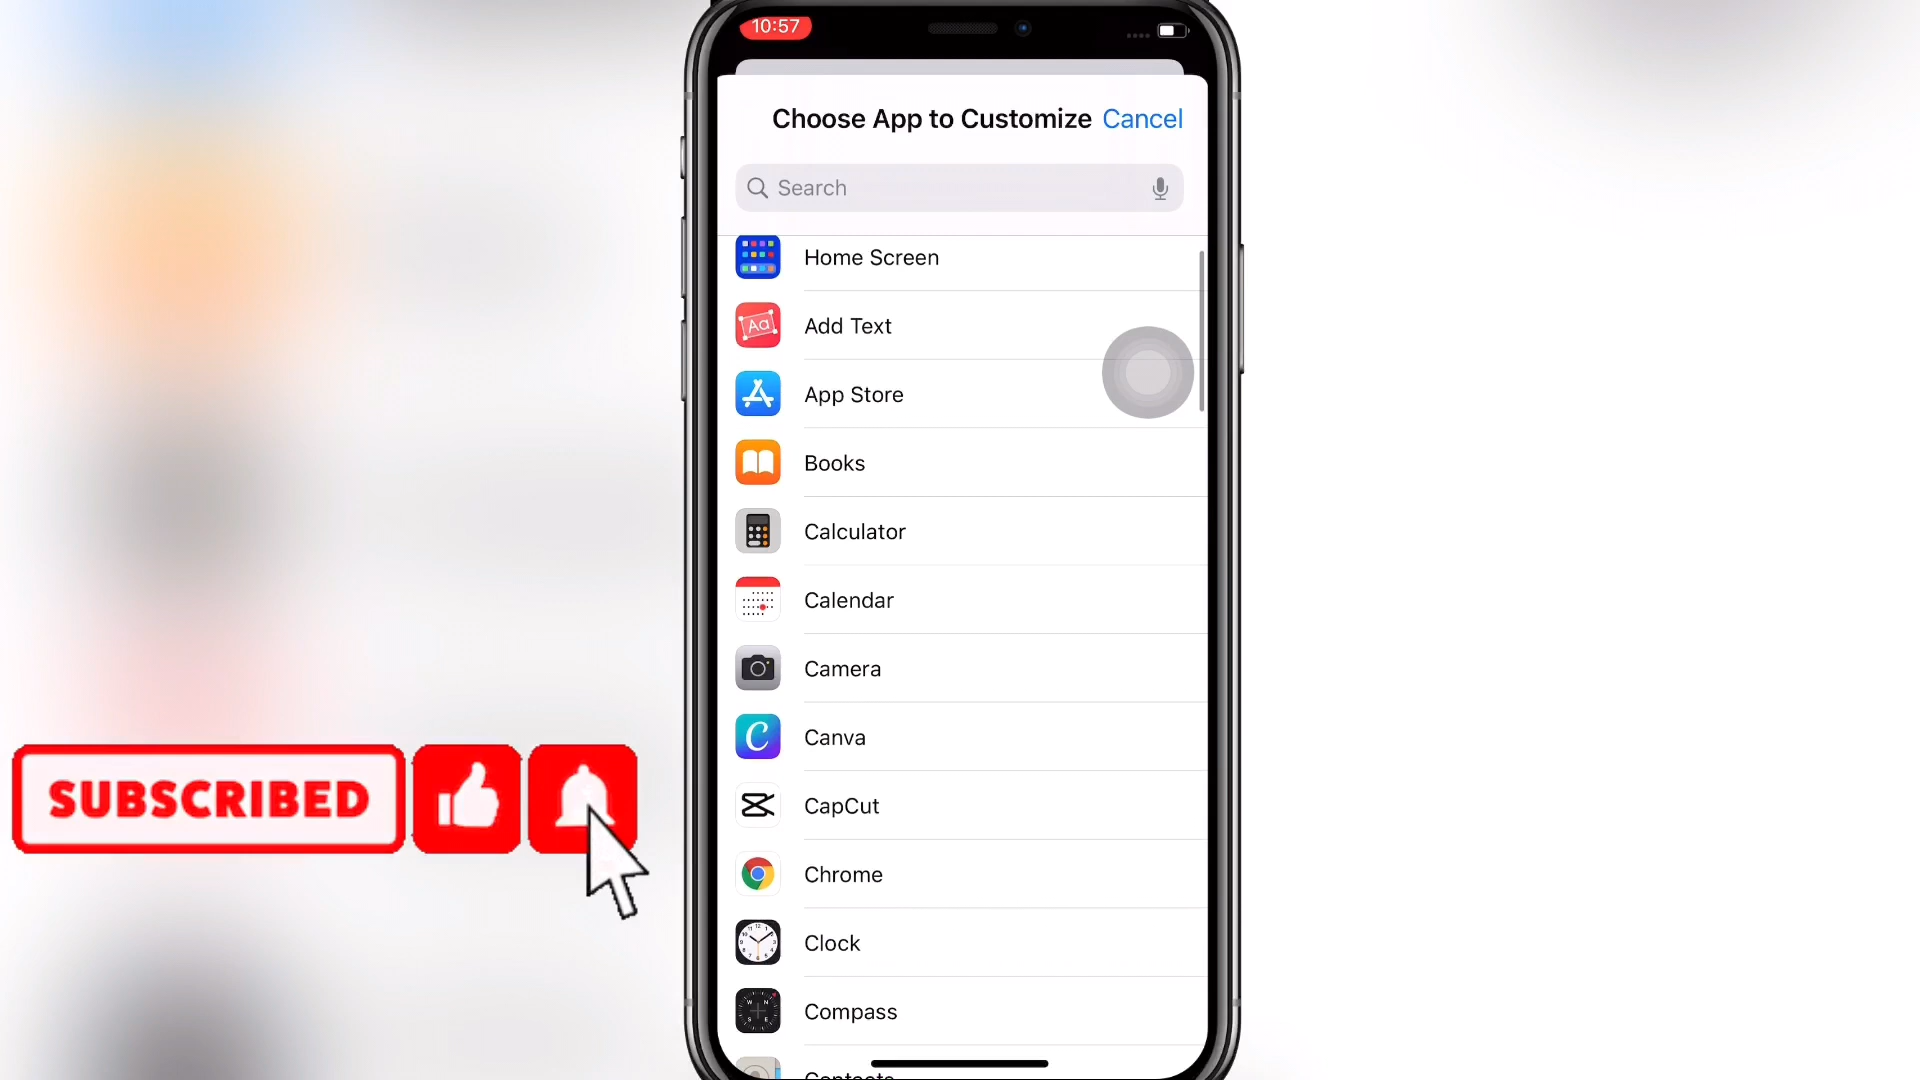 10:57
Choose App to Customize Cancel
Search
Home Screen
Aa
Add Text
App Store
Books
Calculator
Calendar
Camera
C
Canva
CapCut
Chrome
Clock
Compass
SUBSCRIBED